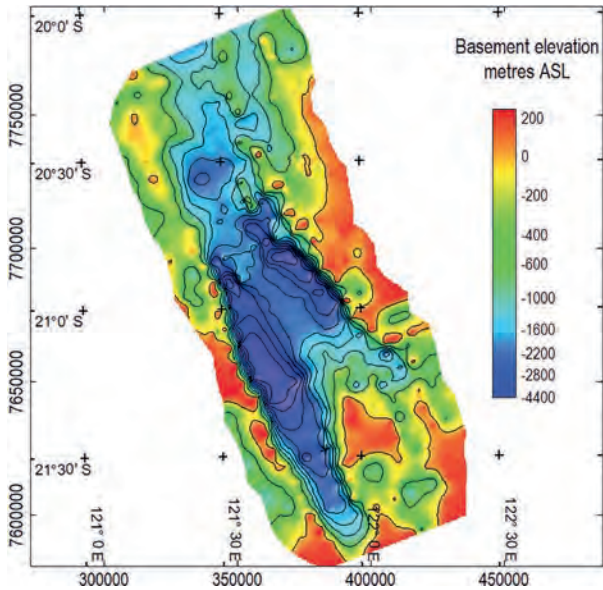 20°0' S
20°30' S
21°0' S
21°30' S
7750000
7700000
7650000
7600000
Basement elevation
metres ASL
200
0
-200
-400
-600
-1000
-1600
-2200
-2800
-4400
121° 0 E
121° 30 E
122° 0 E
122° 30 E
300000
350000
400000
450000